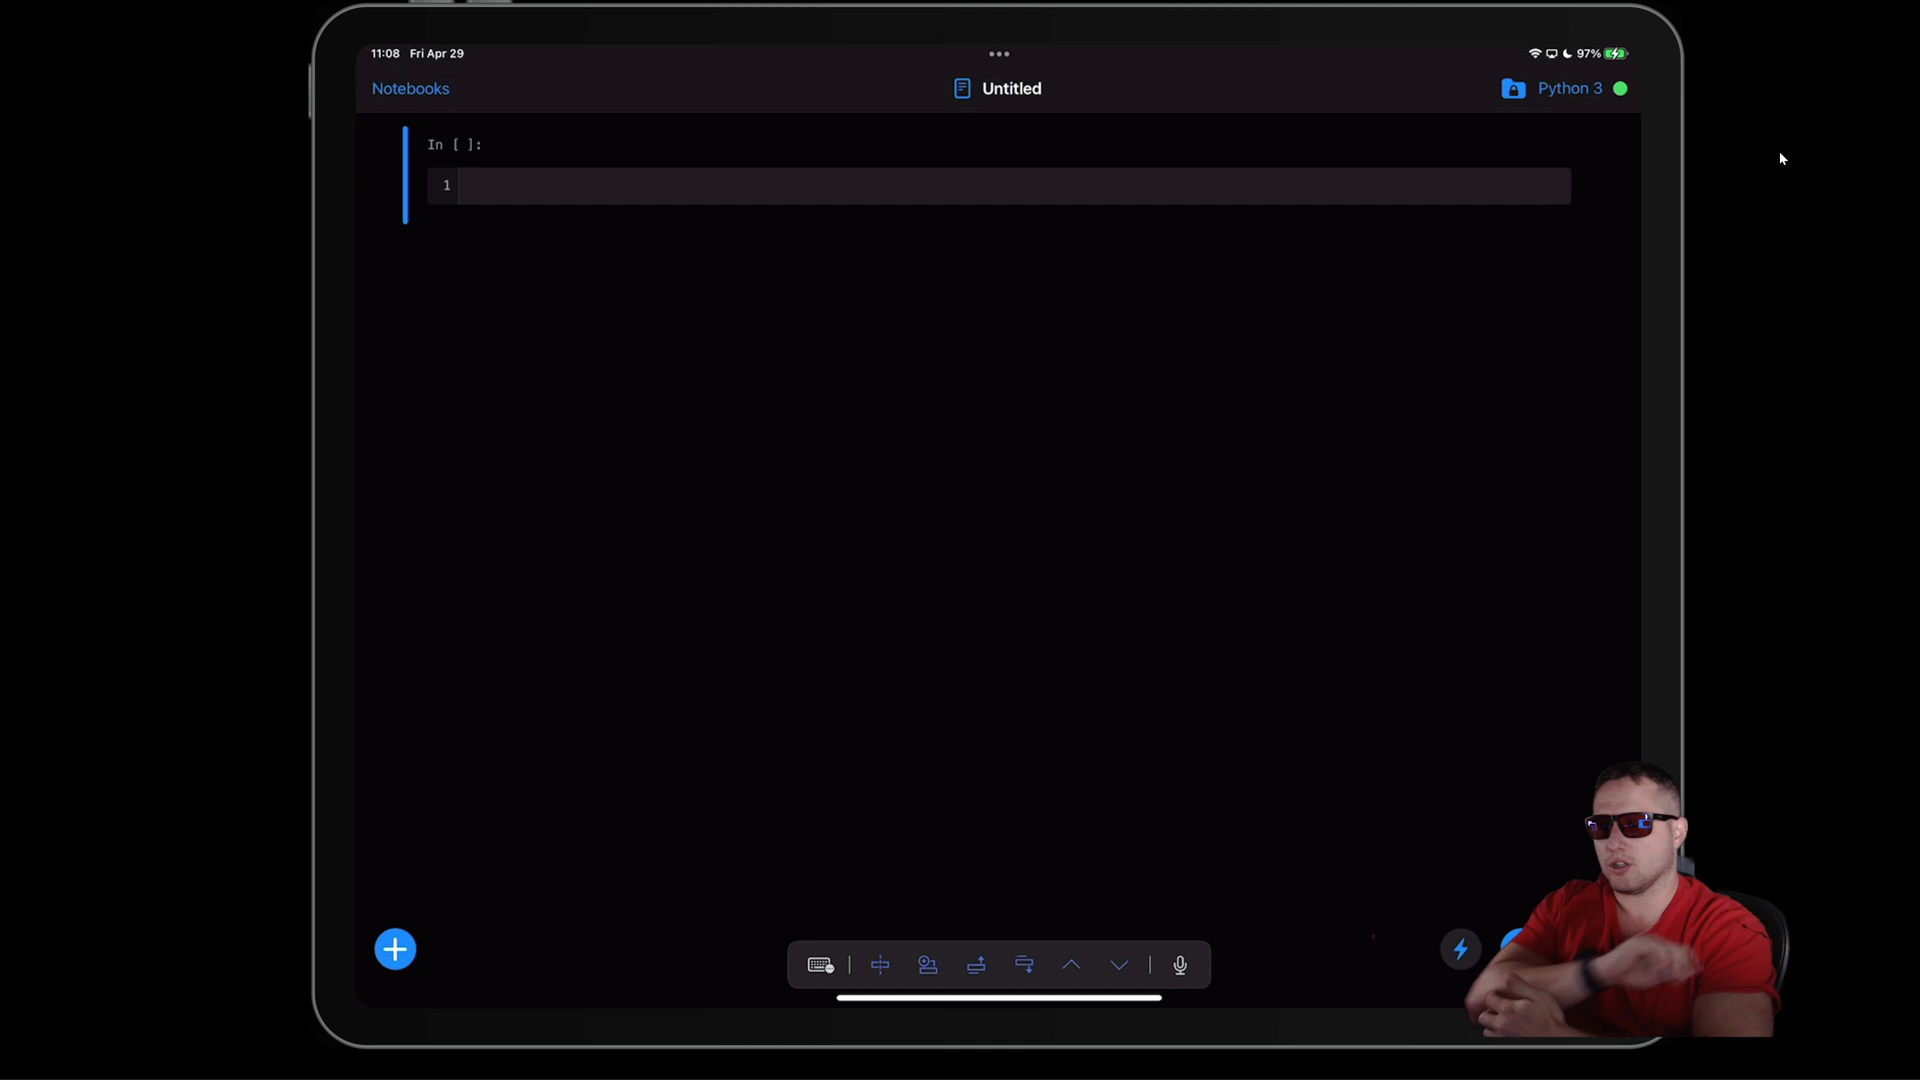 11:08 Fri Apr 29
97%
Notebooks
Untitled
Python 3
In [ ]:
1